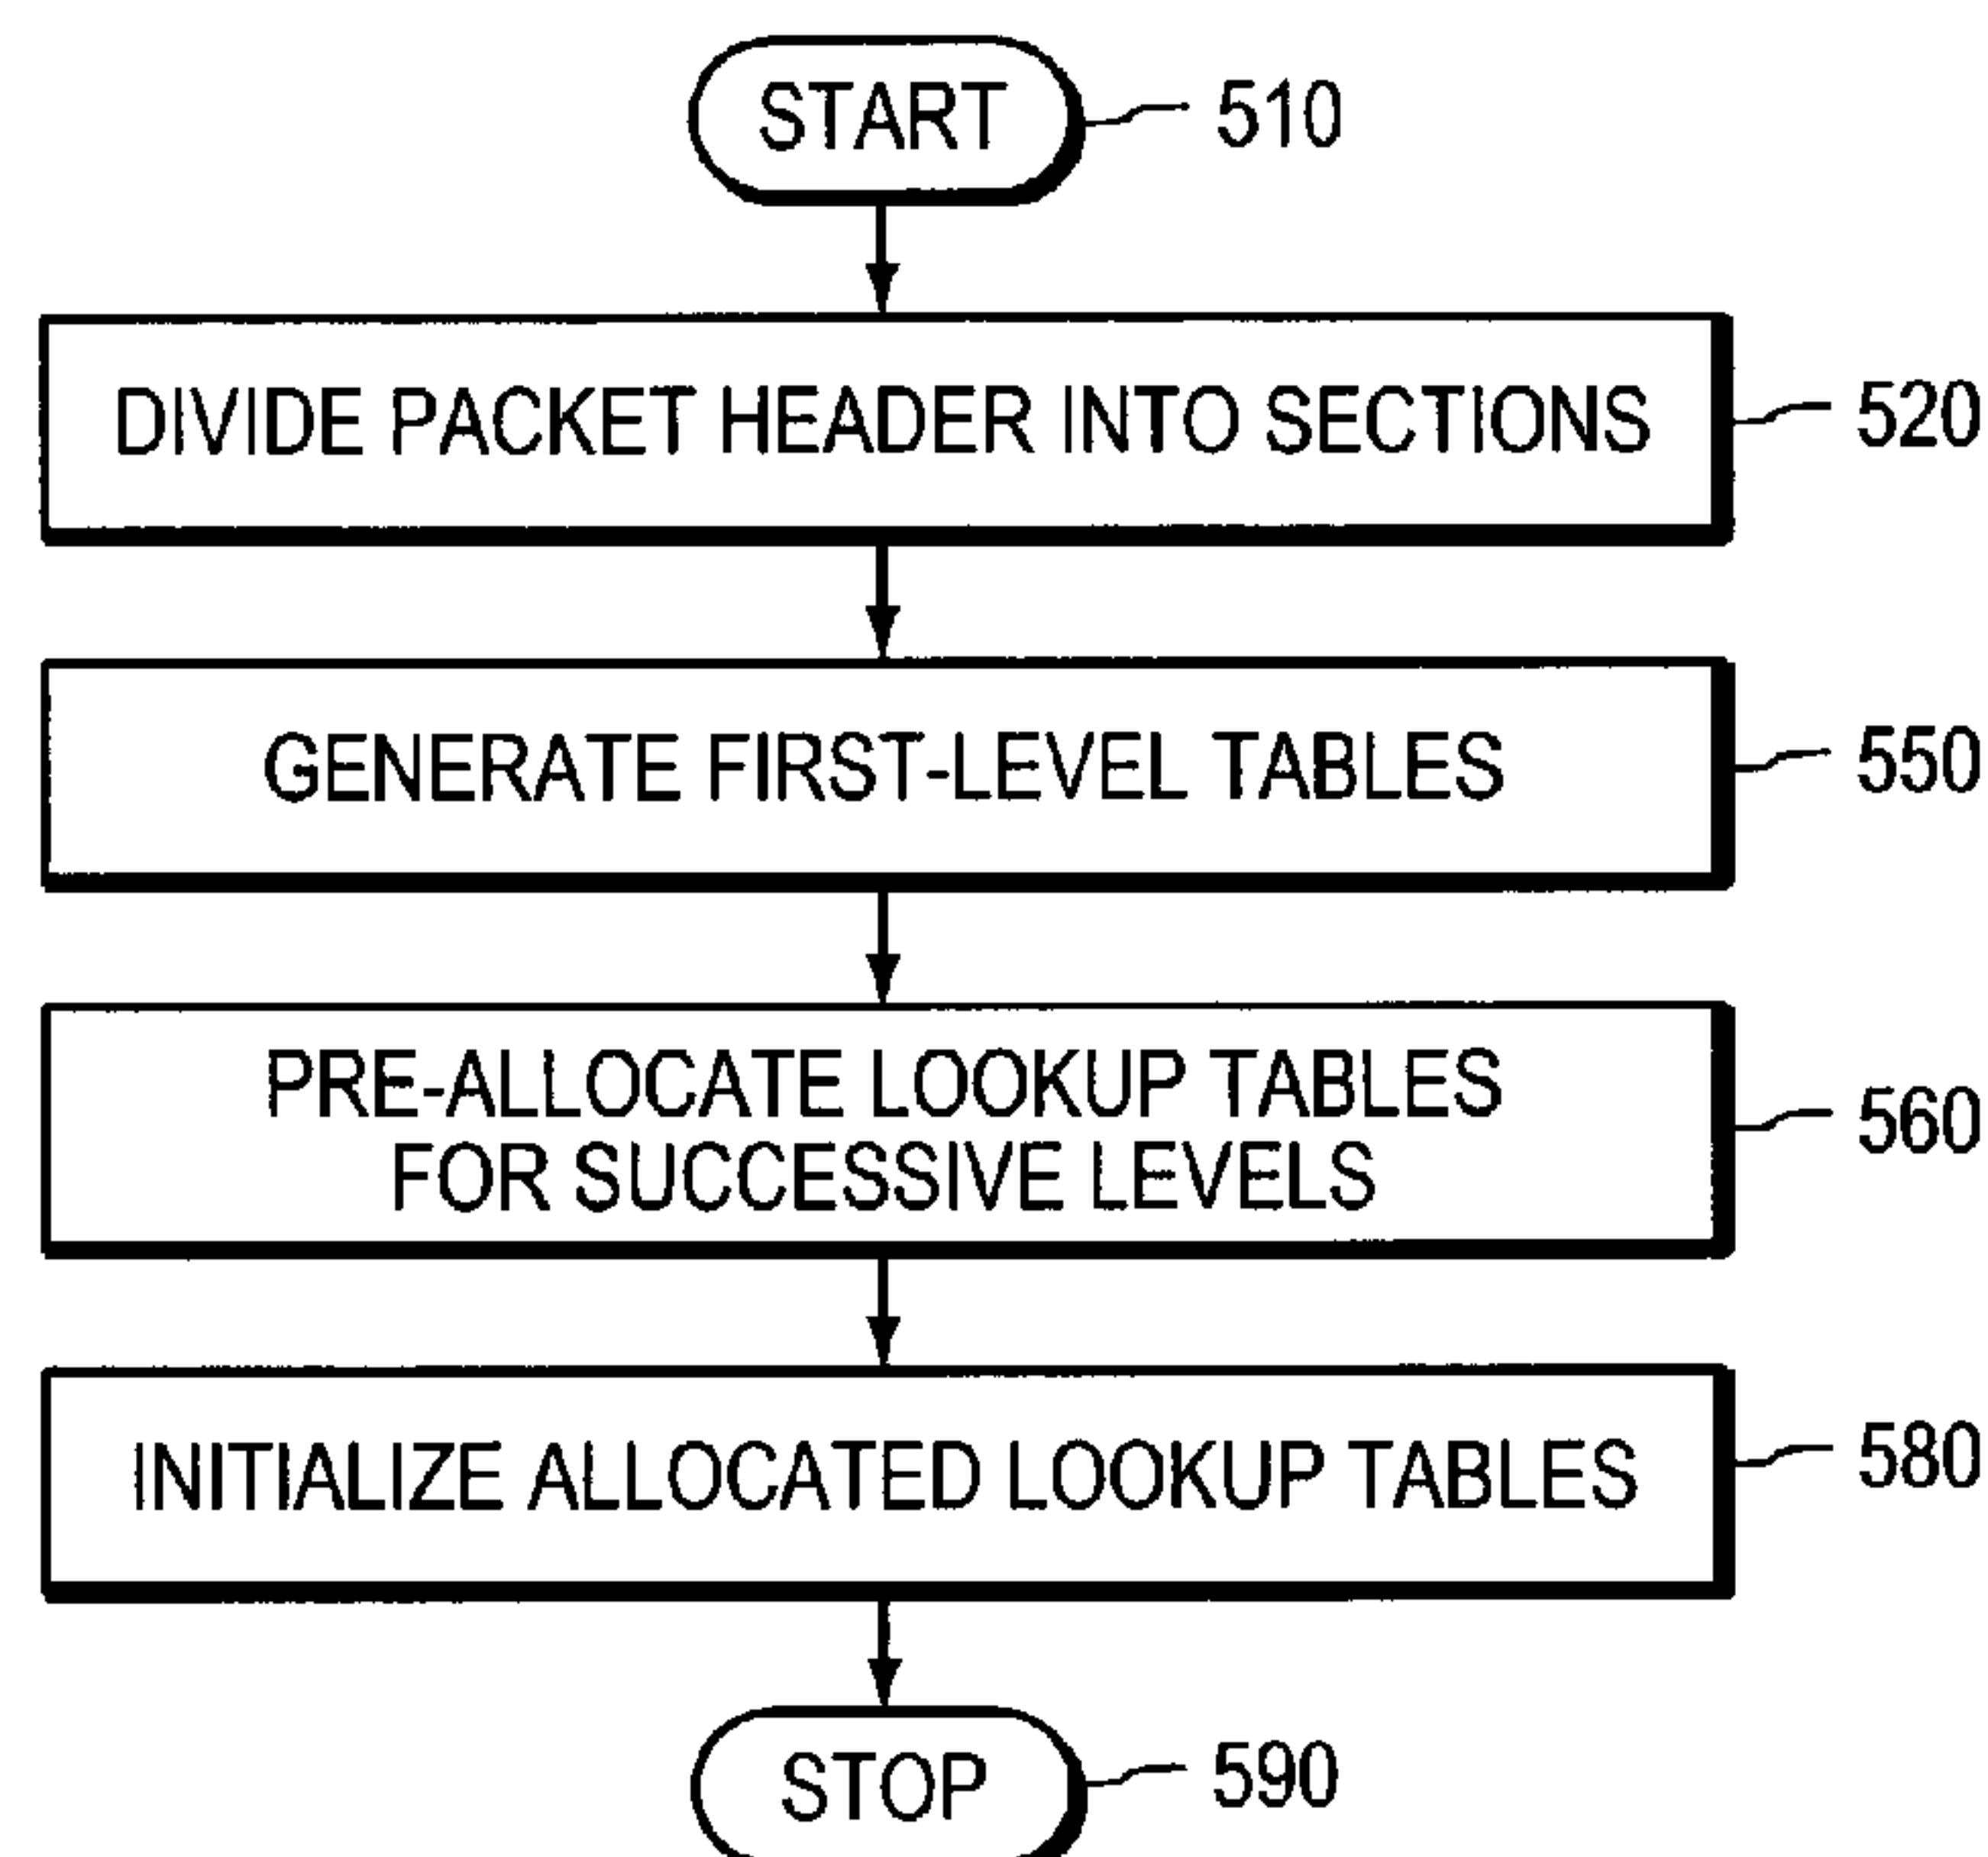 START
510
DIVIDE PACKET HEADER INTO SECTIONS
520
GENERATE FIRST-LEVEL TABLES
550
PRE-ALLOCATE LOOKUP TABLES
FOR SUCCESSIVE LEVELS
560
INITIALIZE ALLOCATED LOOKUP TABLES
580
STOP
590